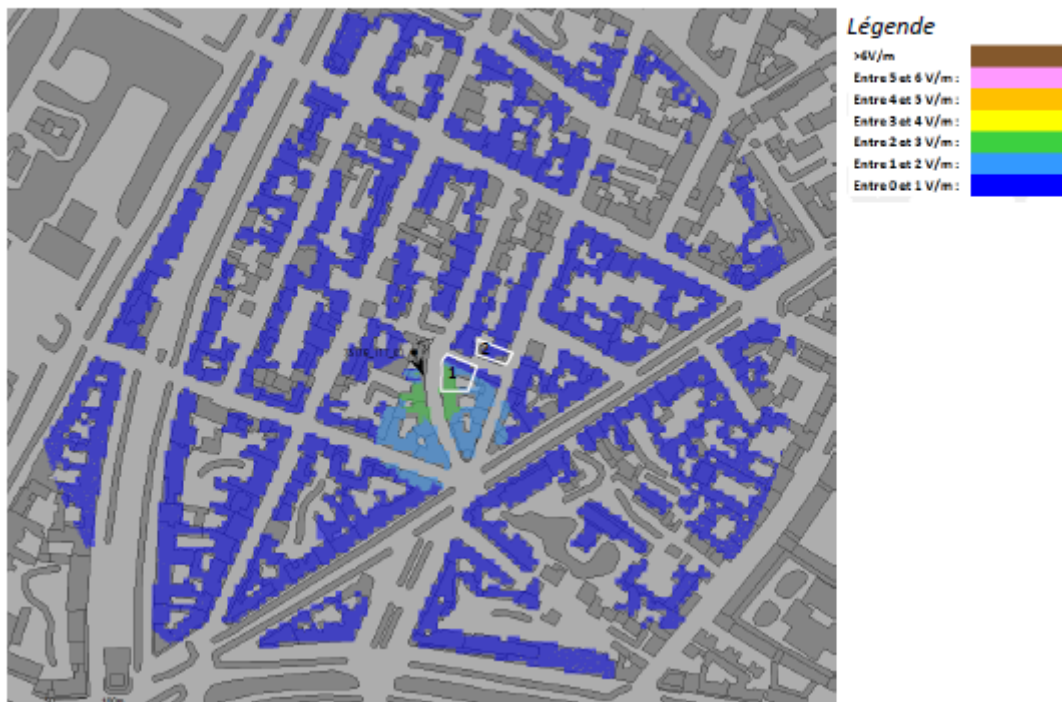 Légende
>6V/m
Entre 5 et 6 V/m :
Entre 4 et 5 V/m :
Entre 3 et 4 V/m :
Entre 2 et 3 V/m :
Entre 1 et 2 V/m :
Entre 0 et 1 V/m :
2
1